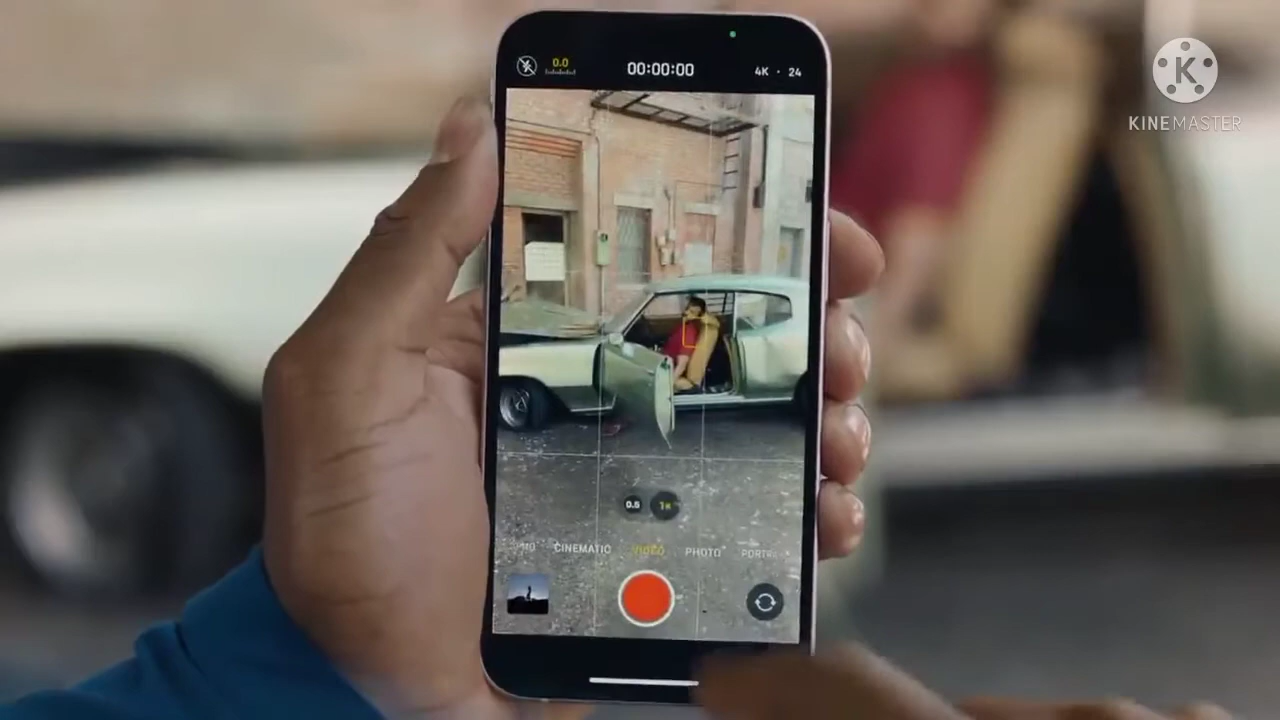 0.0
00:00:00
4K · 24
KINEMASTER
0.5
1x
CINEMATIC
VIDEO
PHOTO